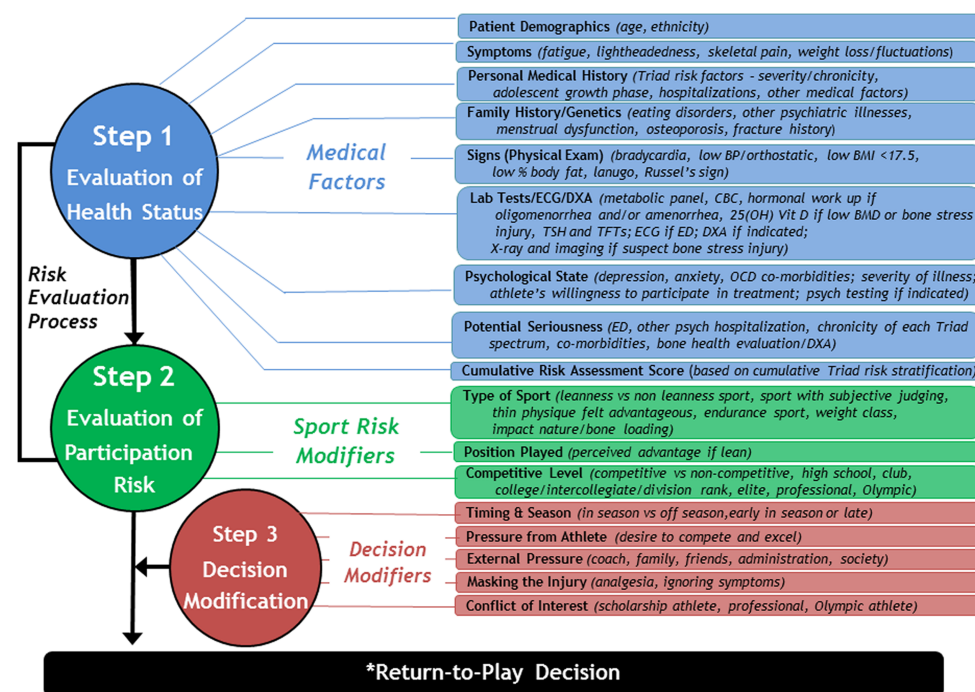 Step 1
Evaluation of
Health Status
Risk
Evaluation
Process
Step 2
Evaluation of
Participation
Risk
Step 3
Decision
Modification
Medical
Factors
Patient Demographics (age, ethnicity)
Symptoms (fatigue, lightheadedness, skeletal pain, weight loss/fluctuations)
Personal Medical History (Triad risk factors - severity/chronicity,
adolescent growth phase, hospitalizations, other medical factors)
Family History/Genetics (eating disorders, other psychiatric illnesses,
menstrual dysfunction, osteoporosis, fracture history)
Signs (Physical Exam) (bradycardia, low BP/orthostatic, low BMI <17.5,
low % body fat, lanugo, Russel's sign)
Lab Tests/ECG/DXA (metabolic panel, CBC, hormonal work up if
oligomenorrhea and/or amenorrhea, 25(OH) Vit D if low BMD or bone stress
injury, TSH and TFTs; ECG if ED; DXA if indicated;
X-ray and imaging if suspect bone stress injury)
Psychological State (depression, anxiety, OCD co-morbidities; severity of illness;
athlete's willingness to participate in treatment; psych testing if indicated)
Potential Seriousness (ED, other psych hospitalization, chronicity of each Triad
spectrum, co-morbidities, bone health evaluation/DXA)
Cumulative Risk Assessment Score (based on cumulative Triad risk stratification)
Sport Risk
Modifiers
Type of Sport (leanness vs non leanness sport, sport with subjective judging,
thin physique felt advantageous, endurance sport, weight class,
impact nature/bone loading)
Position Played (perceived advantage if lean)
Competitive Level (competitive vs non-competitive, high school, club,
college/intercollegiate/division rank, elite, professional, Olympic)
Decision
Modifiers
Timing & Season (in season vs off season,early in season or late)
Pressure from Athlete (desire to compete and excel)
External Pressure (coach, family, friends, administration, society)
Masking the Injury (analgesia, ignoring symptoms)
Conflict of Interest (scholarship athlete, professional, Olympic athlete)
*Return-to-Play Decision